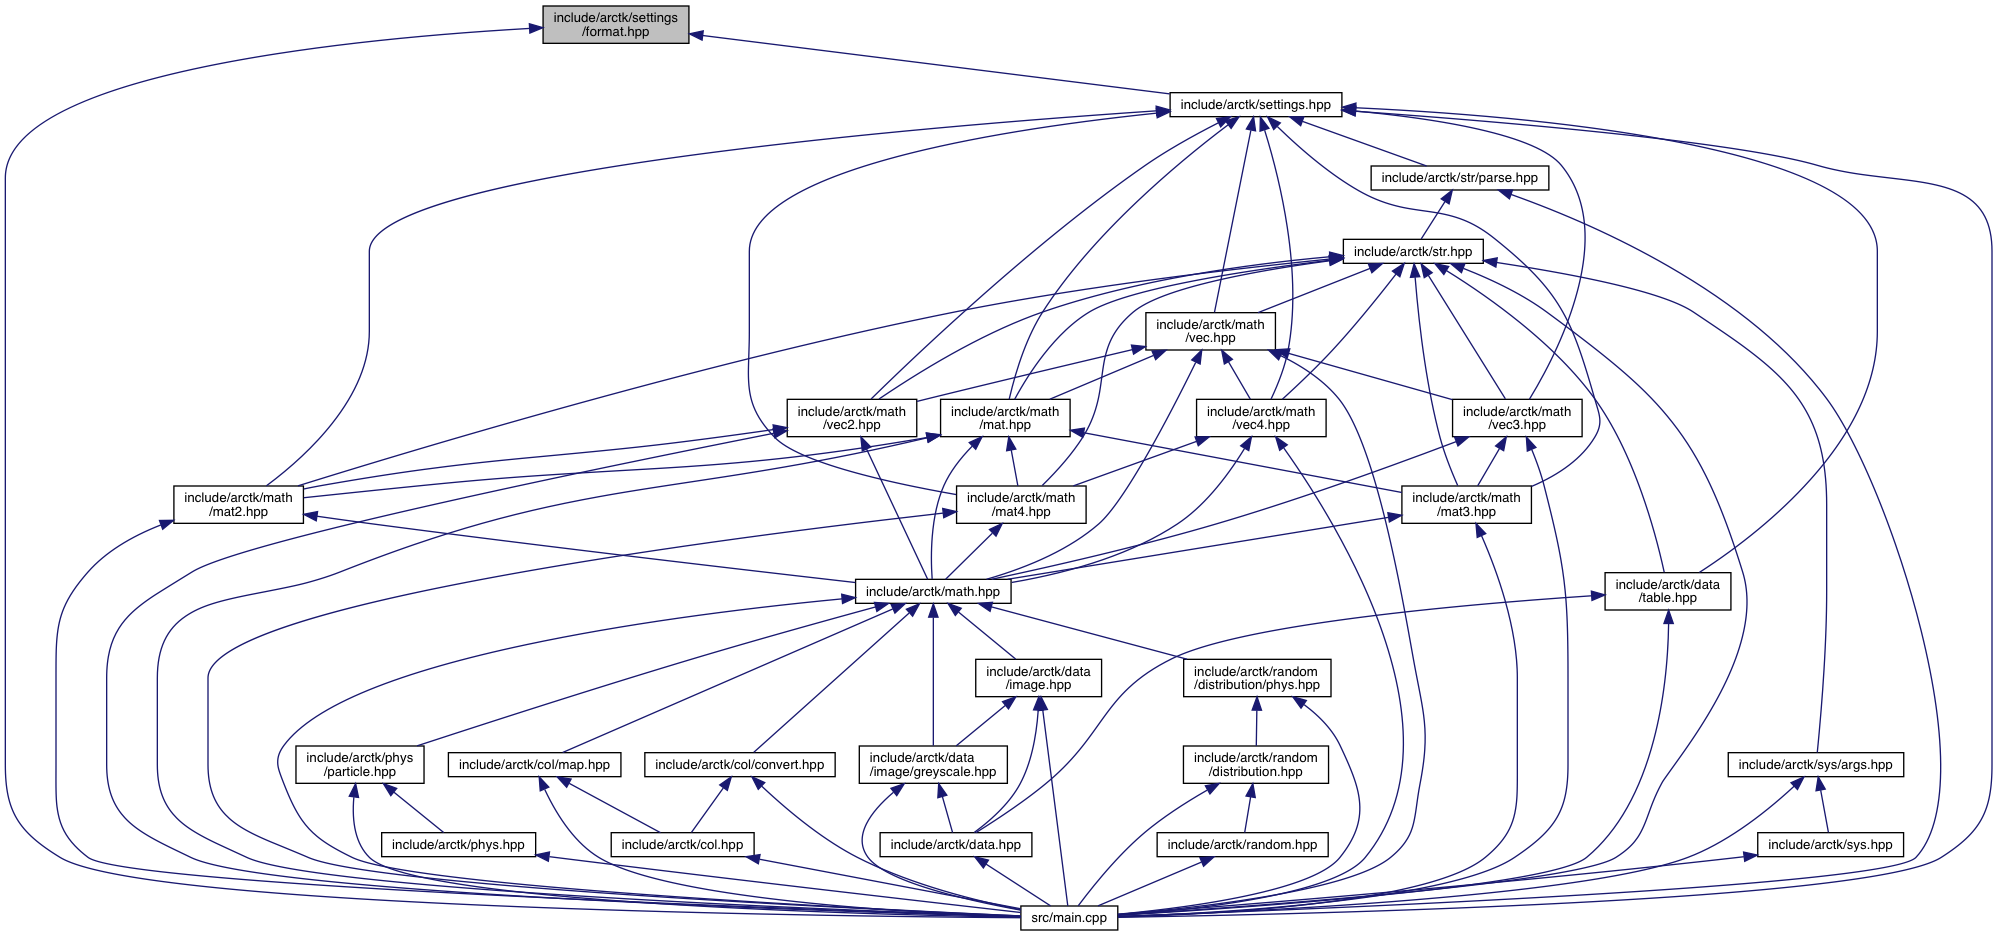 include/arctk/settings
/format.hpp
include/arctk/settings.hpp
include/arctk/str/parse.hpp
include/arctk/str.hpp
include/arctk/math
/vec.hpp
include/arctk/math
/vec2.hpp
include/arctk/math
/mat.hpp
include/arctk/math
/vec4.hpp
include/arctk/math
/vec3.hpp
include/arctk/math
/mat2.hpp
include/arctk/math
/mat4.hpp
include/arctk/math
/mat3.hpp
include/arctk/math.hpp
include/arctk/data
/table.hpp
include/arctk/data
/image.hpp
include/arctk/random
/distribution/phys.hpp
include/arctk/phys
/particle.hpp
include/arctk/col/map.hpp
include/arctk/col/convert.hpp
include/arctk/data
/image/greyscale.hpp
include/arctk/random
/distribution.hpp
include/arctk/sys/args.hpp
include/arctk/phys.hpp
include/arctk/col.hpp
include/arctk/data.hpp
include/arctk/random.hpp
include/arctk/sys.hpp
src/main.cpp